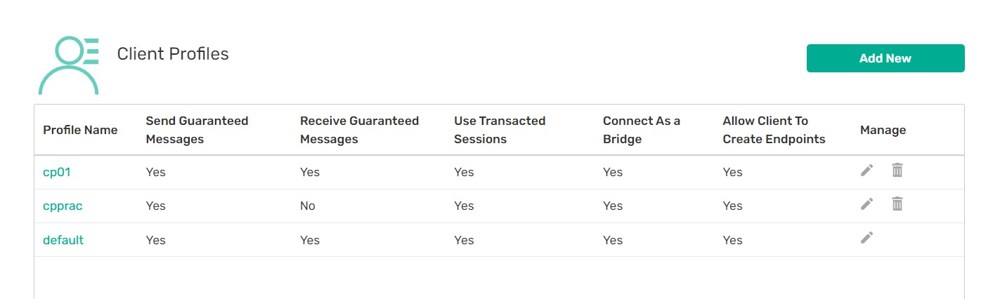 Client Profiles
Add New
Profile Name Send Guaranteed Messages Receive Guaranteed Messages Use Transacted Sessions Connect As a Bridge Allow Client To Create Endpoints Manage
cp01 Yes Yes Yes Yes Yes
cpprac Yes No Yes Yes Yes
default Yes Yes Yes Yes Yes